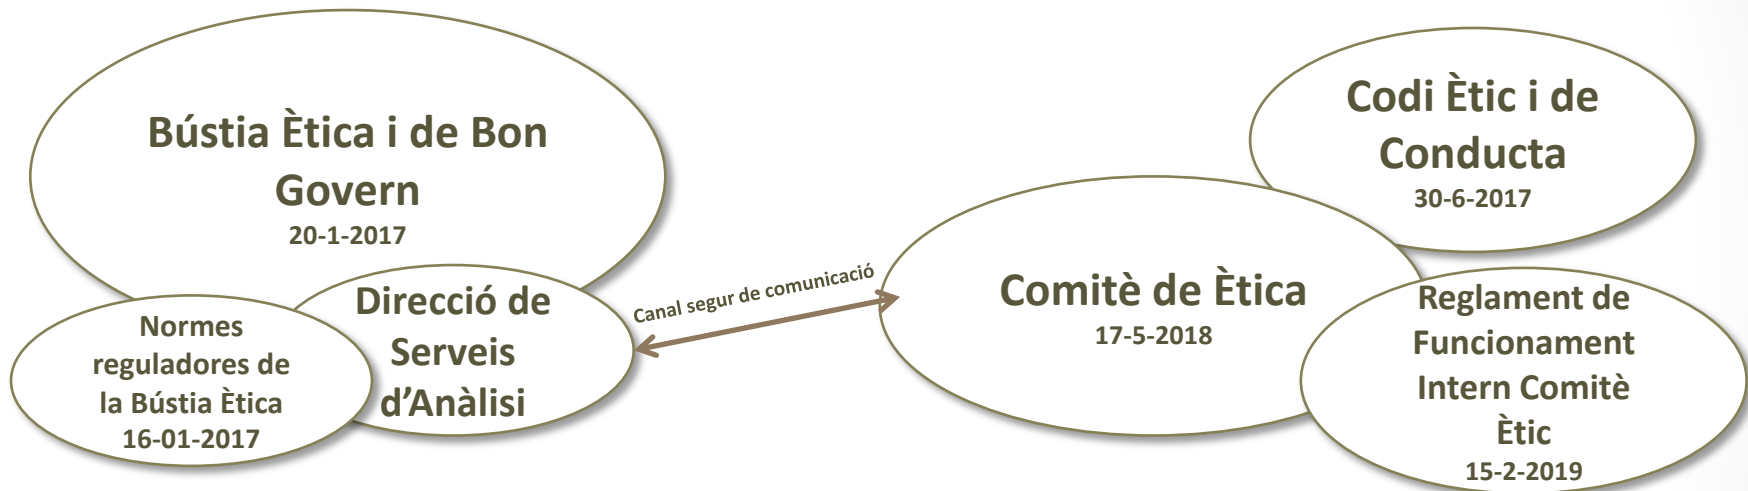 Bústia Ètica i de Bon
Govern
20-1-2017
Direcció de
Serveis
d'Anàlisi
Normes
reguladores de
la Bústia Ètica
16-01-2017
Canal segur de comunicació
Comitè de Ètica
17-5-2018
Codi Ètic i de
Conducta
30-6-2017
Reglament de
Funcionament
Intern Comitè
Ètic
15-2-2019